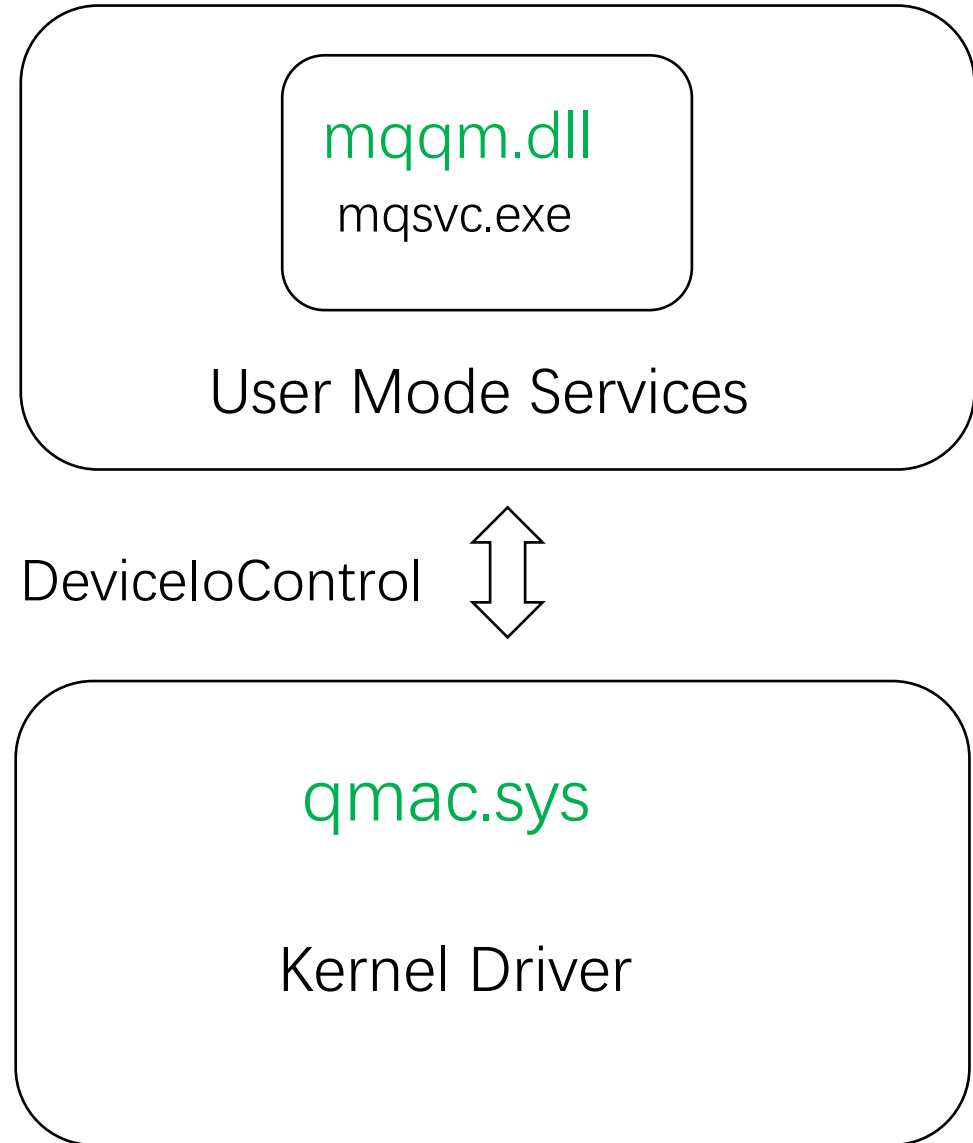 mqqm.dll
mqsvc.exe
User Mode Services
DeviceIoControl
qmac.sys
Kernel Driver